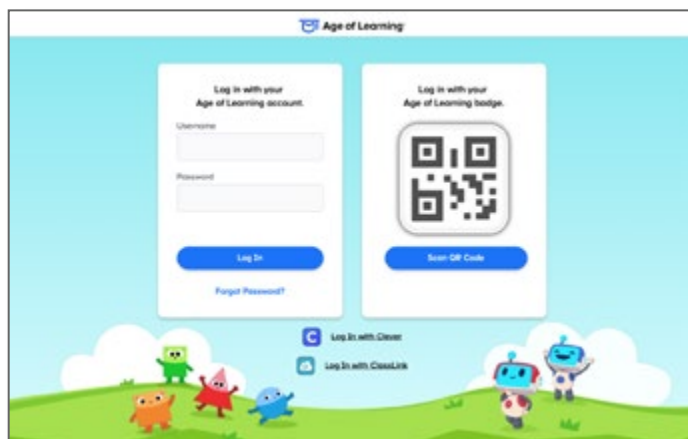 Age of Learning
Log in with your
Age of Learning account.
Username
Password
Log In
Forgot Password?
Log in with your
Age of Learning badge.
Scan QR Code
C
Log In with Clever
Log In with ClassLink